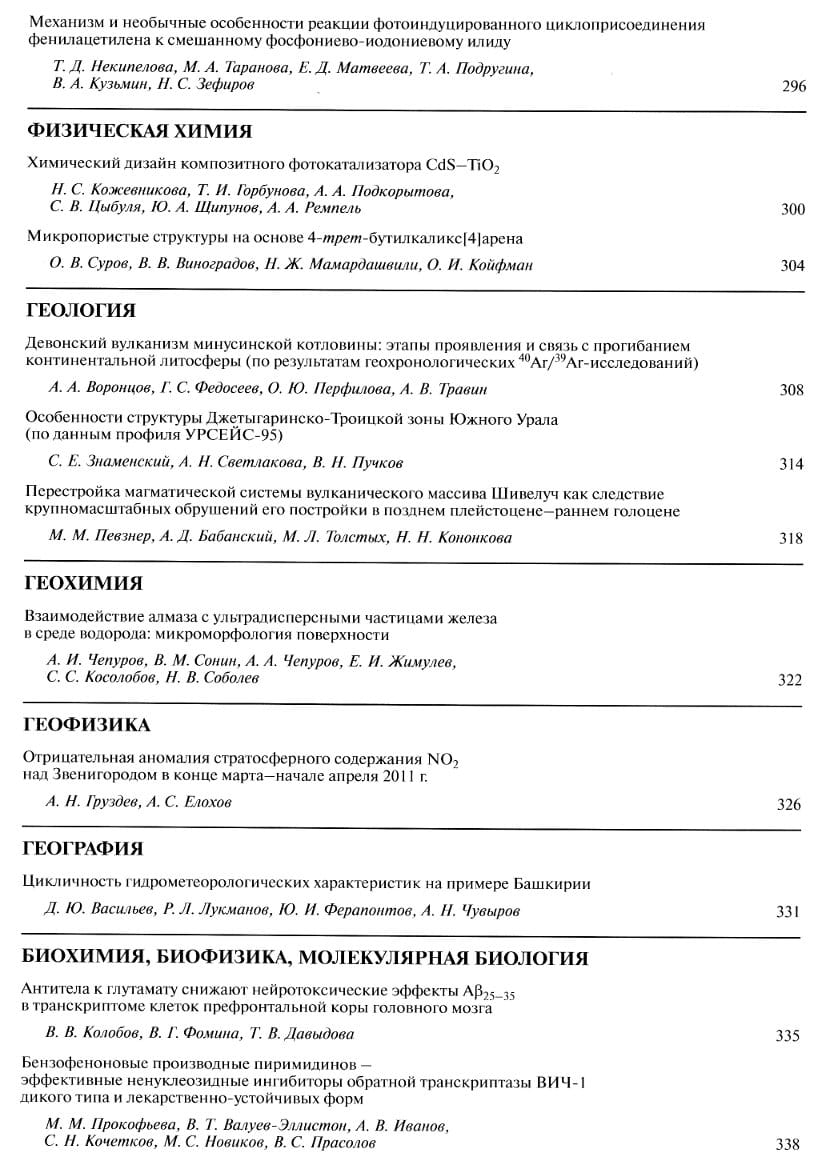 Механизм и необычные особенности реакции фотоиндуцированного циклоприсоединения
фенилацетилена к смешанному фосфониево-иодониевому илиду
Т. Д. Некипелова, М. А. Таранова, Е. Д. Матвеева, Т. А. Подругина,
В. А. Кузьмин, Н. С. Зефиров 296
ФИЗИЧЕСКАЯ ХИМИЯ
Химический дизайн композитного фотокатализатора CdS–TiO₂
Н. С. Кожевникова, Т. И. Горбунова, А. А. Подкорытова,
С. В. Цыбуля, Ю. А. Щипунов, А. А. Ремпель 300
Микропористые структуры на основе 4-трет-бутилкаликс[4]арена
О. В. Суров, В. В. Виноградов, Н. Ж. Мамардашвили, О. И. Койфман 304
ГЕОЛОГИЯ
Девонский вулканизм минусинской котловины: этапы проявления и связь с прогибанием
континентальной литосферы (по результатам геохронологических ⁴⁰Ar/³⁹Ar-исследований)
А. А. Воронцов, Г. С. Федосеев, О. Ю. Перфилова, А. В. Травин 308
Особенности структуры Джетыгаринско-Троицкой зоны Южного Урала
(по данным профиля УРСЕЙС-95)
С. Е. Знаменский, А. Н. Светлакова, В. Н. Пучков 314
Перестройка магматической системы вулканического массива Шивелуч как следствие
крупномасштабных обрушений его постройки в позднем плейстоцене–раннем голоцене
М. М. Певзнер, А. Д. Бабанский, М. Л. Толстых, Н. Н. Кононкова 318
ГЕОХИМИЯ
Взаимодействие алмаза с ультрадисперсными частицами железа
в среде водорода: микроморфология поверхности
А. И. Чепуров, В. М. Сонин, А. А. Чепуров, Е. И. Жимулев,
С. С. Косолобов, Н. В. Соболев 322
ГЕОФИЗИКА
Отрицательная аномалия стратосферного содержания NO₂
над Звенигородом в конце марта–начале апреля 2011 г.
А. Н. Груздев, А. С. Елохов 326
ГЕОГРАФИЯ
Цикличность гидрометеорологических характеристик на примере Башкирии
Д. Ю. Васильев, Р. Л. Лукманов, Ю. И. Ферапонтов, А. Н. Чувыров 331
БИОХИМИЯ, БИОФИЗИКА, МОЛЕКУЛЯРНАЯ БИОЛОГИЯ
Антитела к глутамату снижают нейротоксические эффекты Aβ₂₅₋₃₅
в транскриптоме клеток префронтальной коры головного мозга
В. В. Колобов, В. Г. Фомина, Т. В. Давыдова 335
Бензофеноновые производные пиримидинов –
эффективные ненуклеозидные ингибиторы обратной транскриптазы ВИЧ-1
дикого типа и лекарственно-устойчивых форм
М. М. Прокофьева, В. Т. Валуев-Эллистон, А. В. Иванов,
С. Н. Кочетков, М. С. Новиков, В. С. Прасолов 338